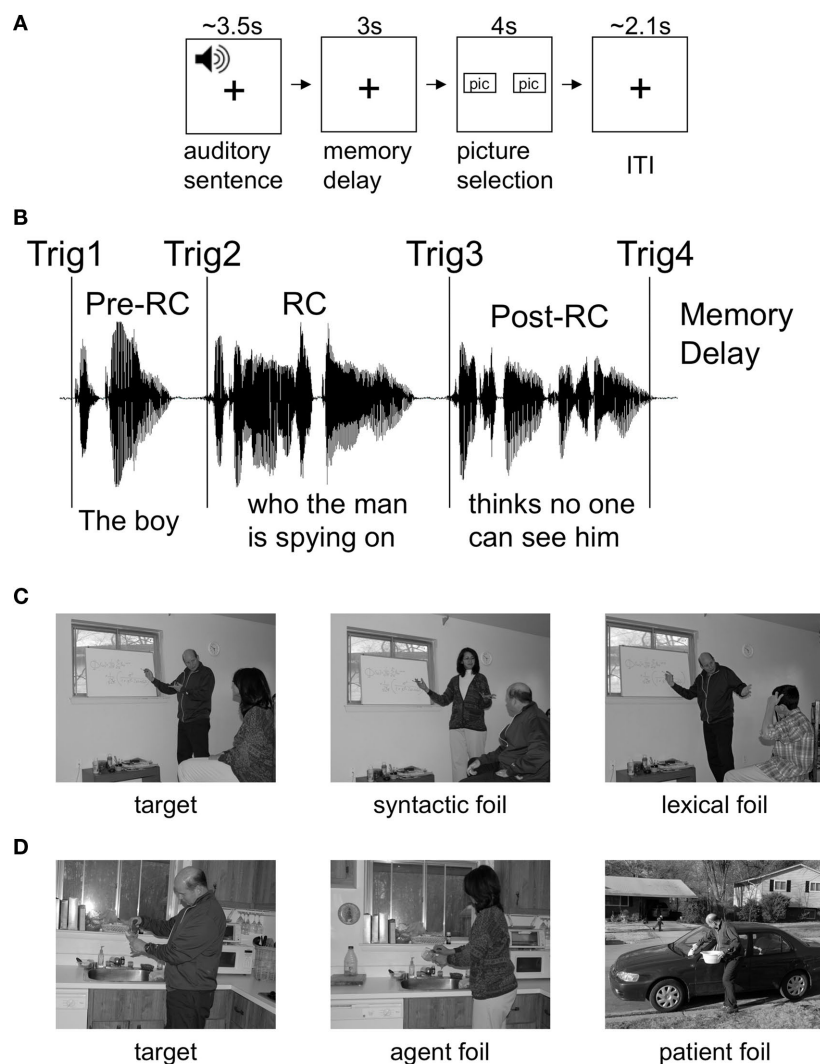 A
~3.5s 3s 4s ~2.1s
pic pic
auditory sentence
memory delay
picture selection
ITI
B
Trig1 Trig2 Trig3 Trig4
Pre-RC RC Post-RC Memory Delay
The boy
who the man
is spying on
thinks no one
can see him
C
target syntactic foil lexical foil
D
target agent foil patient foil